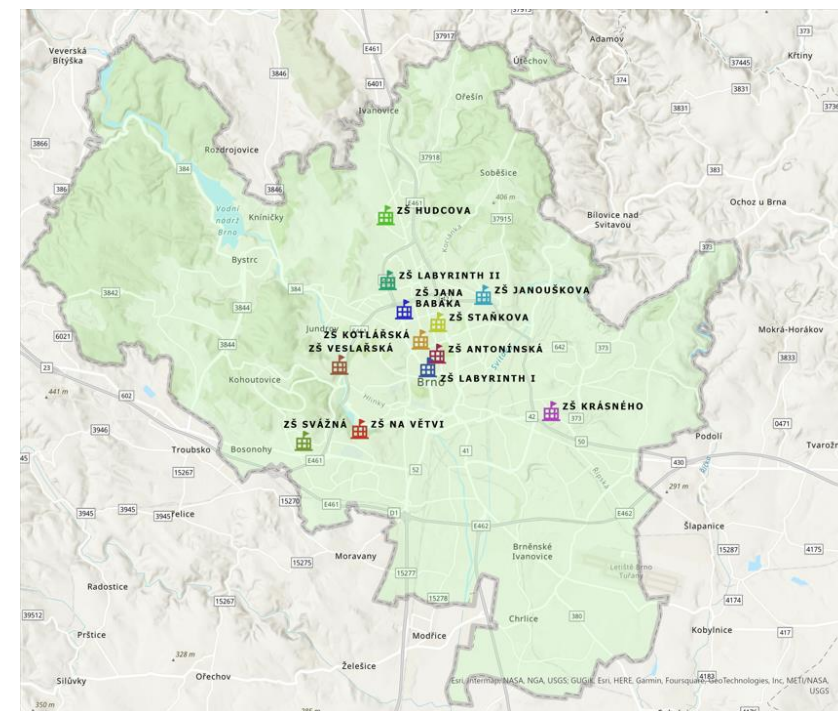 37915
373
Adamov
Veverská
Bítýška
E461
37917
Křtiny
Útěchov
37445
3846
6401
374
3831
Ořešín
Ivanovice
3831
3866
37918
Rozdrojovice
384
383
Soběšice
386
3846
406 m
ZŠ HUDCOVA
E461
Ochoz u Brna
Vodní
nádrž
Brno
Kníničky
37915
Bílovice nad
Svitavou
373
Bystrc
ZŠ LABYRINTH II
384
3842
ZŠ JANA
BABÁKA
ZŠ JANOUŠKOVA
3844
ZŠ STAŇKOVA
Jundrov
Mokrá-Horákov
6021
ZŠ KOTLÁŘSKÁ
3844
642
373
ZŠ VESLAŘSKÁ
ZŠ ANTONÍNSKÁ
3833
23
ZŠ LABYRINTH I
Kohoutovice
Brno
441 m
602
Hlinky
ZŠ KRÁSNÉHO
42
373
0471
ZŠ SVÁŽNÁ
ZŠ NA VĚTVI
50
Podolí
Troubsko
Bosonohy
41
E461
430
45
15267
52
Říčka
Řípská
291 m
15270
E461
3945
3945
3945
D1
E462
E462
Šlapanice
Brněnské
Ivanovice
15287
4175
Moravany
15275
15277
Letiště Brno
Tuřany
Radostice
15267
15278
4174
39512
Chrlice
380
Prštice
Modřice
Kobylnice
417
328 m
Želešice
Ořechov
Silůvky
4183
Esri, Intermap, NASA, NGA, USGS; GUGiK, Esri, HERE, Garmin, Foursquare, GeoTechnologies, Inc, METI/NASA,
USGS
350 m